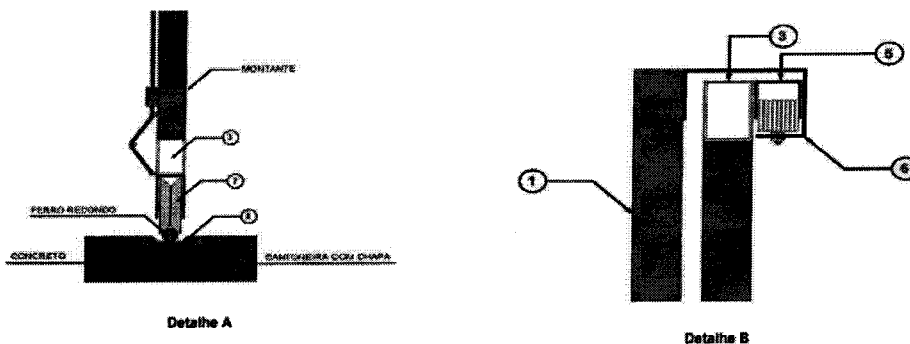 MONTANTE
3
7
FERRO REDONDO
8
CONCRETO
CANTONEIRA COM CHAPA
Detalhe A
3
5
1
6
Detalhe B